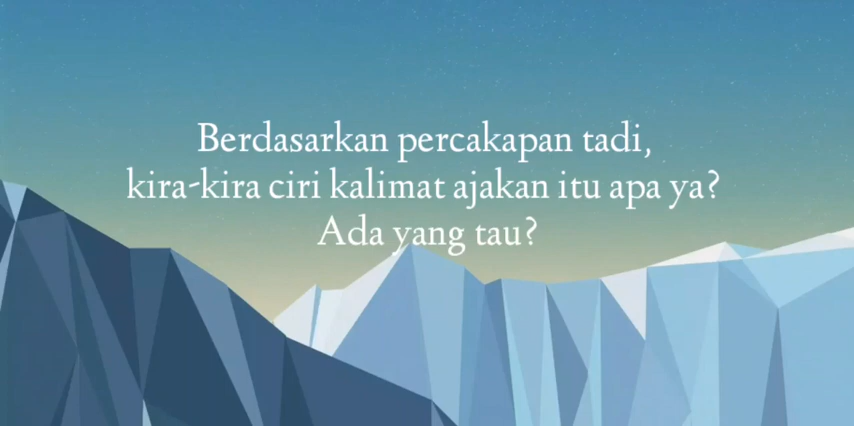 Berdasarkan percakapan tadi,
kira-kira ciri kalimat ajakan itu apa ya?
Ada yang tau?